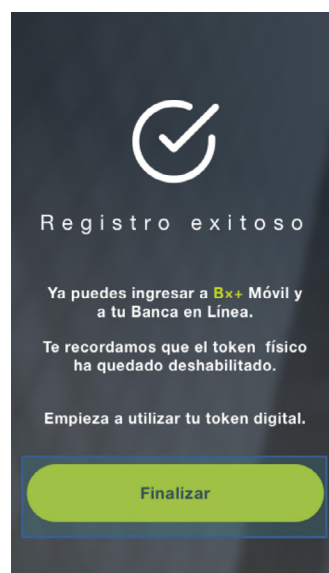 Registro exitoso
Ya puedes ingresar a Bx+ Móvil y
a tu Banca en Línea.
Te recordamos que el token físico
ha quedado deshabilitado.
Empieza a utilizar tu token digital.
Finalizar